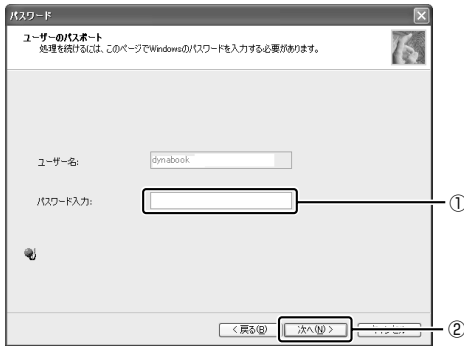 パスワード
ユーザーのパスポート
処理を続けるには、このページでWindowsのパスワードを入力する必要があります。
ユーザー名:
dynabook
パスワード入力:
①
< 戻る(B)
次へ(N) >
②